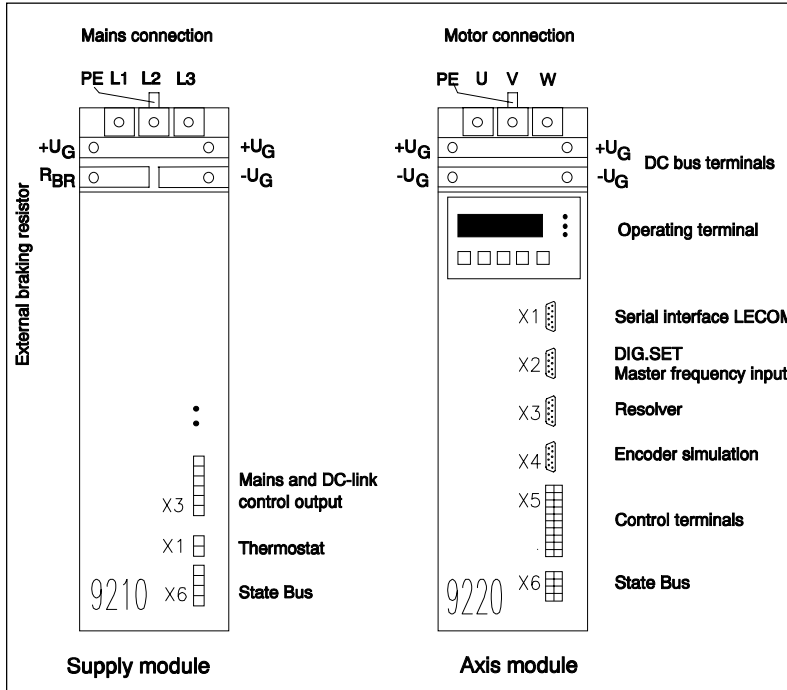 Mains connection
PE L1 L2 L3
+UG +UG
RBR -UG
External braking resistor
X3 Mains and DC-link
control output
X1 Thermostat
9210 X6 State Bus
Supply module
Motor connection
PE U V W
+UG +UG
-UG -UG
DC bus terminals
Operating terminal
X1 Serial interface LECOM
X2 DIG.SET
Master frequency input
X3 Resolver
X4 Encoder simulation
X5 Control terminals
9220 X6 State Bus
Axis module